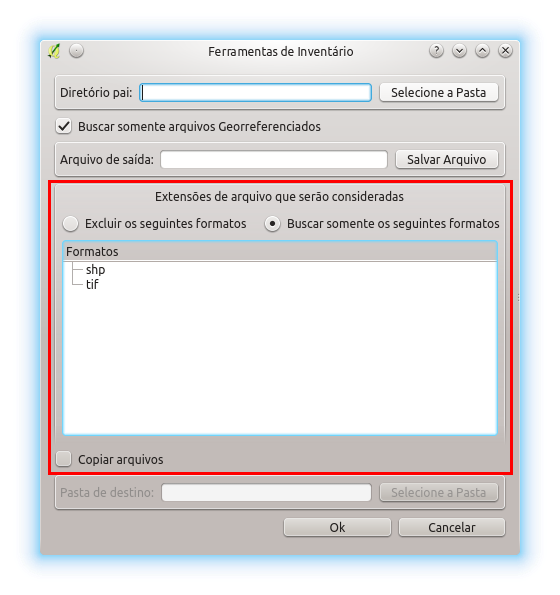 Ferramentas de Inventário
Diretório pai: Selecione a Pasta
Buscar somente arquivos Georreferenciados
Arquivo de saída: Salvar Arquivo
Extensões de arquivo que serão consideradas
Excluir os seguintes formatos Buscar somente os seguintes formatos
Formatos
shp
tif
Copiar arquivos
Pasta de destino: Selecione a Pasta
Ok Cancelar